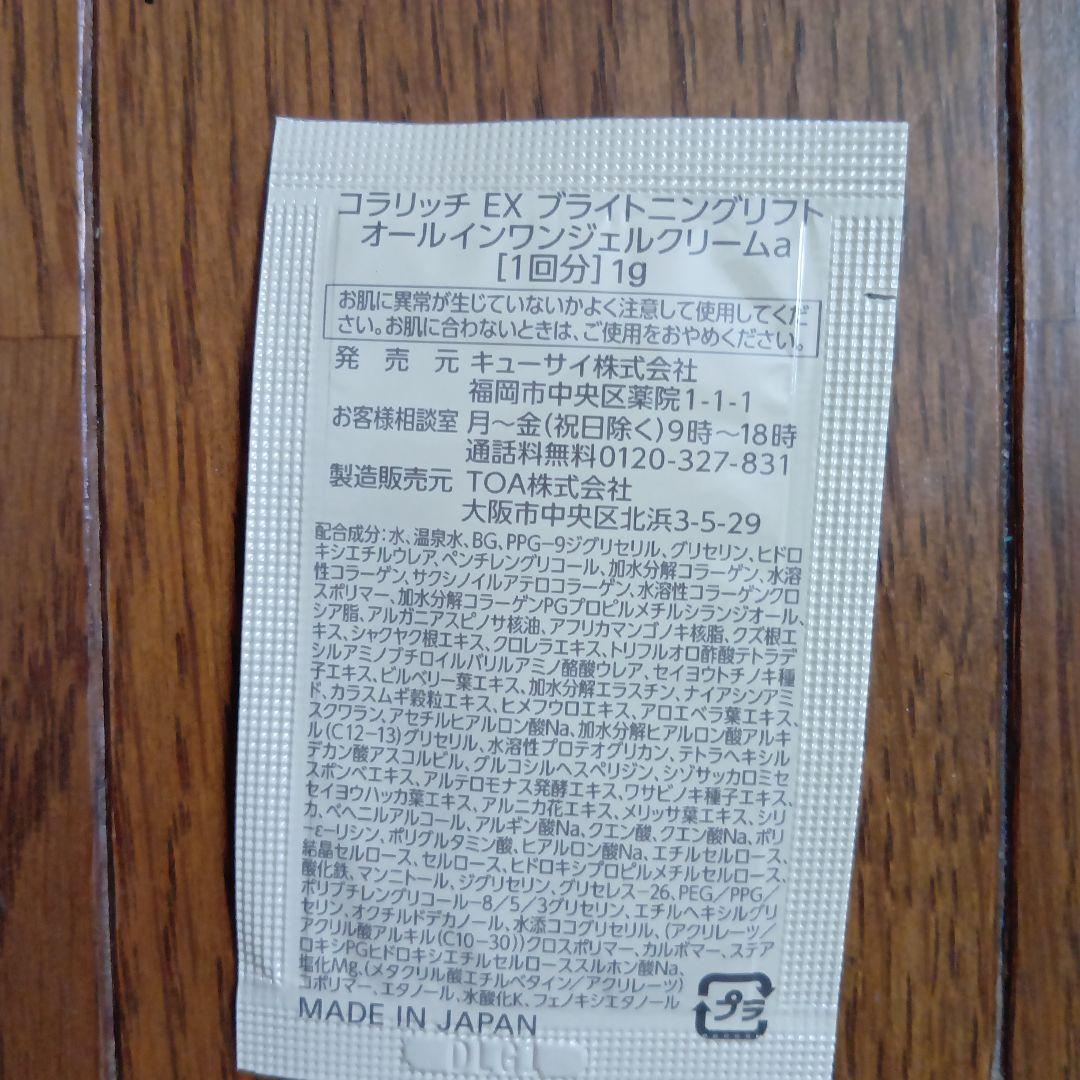 コラリッチ EX ブライトニングリフト
オールインワンジェルクリームa
[1回分] 1g
お肌に異常が生じていないかよく注意して使用してくだ
さい。お肌に合わないときは、ご使用をおやめください。
発売元 キューサイ株式会社
福岡市中央区薬院1-1-1
お客様相談室 月〜金(祝日除く)9時〜18時
通話料無料0120-327-831
製造販売元 TOA株式会社
大阪市中央区北浜3-5-29
配合成分:水、温泉水、BG、PPG-9ジグリセリル、グリセリン、ヒドロ
キシエチルウレア、ペンチレングリコール、加水分解コラーゲン、水溶
性コラーゲン、サクシノイルアテロコラーゲン、水溶性コラーゲンクロ
スポリマー、加水分解コラーゲンPGプロピルメチルシランジオール、
シア脂、アルガニアスピノサ核油、アフリカマンゴノキ核脂、クズ根エ
キス、シャクヤク根エキス、クロレラエキス、トリフルオロ酢酸テトラデ
シルアミノブチロイルバリルアミノ酪酸ウレア、セイヨウトチノキ種
子エキス、ビルベリー葉エキス、加水分解エラスチン、ナイアシンアミ
ド、カラスムギ穀粒エキス、ヒメフウロエキス、アロエベラ葉エキス、
スクワラン、アセチルヒアルロン酸Na、加水分解ヒアルロン酸アルキ
ル(C12-13)グリセリル、水溶性プロテオグリカン、テトラヘキシル
デカン酸アスコルビル、グルコシルヘスペリジン、シゾサッカロミセ
スポンベエキス、アルテロモナス発酵エキス、ワサビノキ種子エキス、
セイヨウハッカ葉エキス、アルニカ花エキス、メリッサ葉エキス、シリ
カ、ベヘニルアルコール、アルギン酸Na、クエン酸、クエン酸Na、ポリ
-ε-リシン、ポリグルタミン酸、ヒアルロン酸Na、エチルセルロース、
結晶セルロース、セルロース、ヒドロキシプロピルメチルセルロース、
酸化鉄、マンニトール、ジグリセリン、グリセレス-26、PEG/PPG/
ポリブチレングリコール-8/5/3グリセリン、エチルヘキシルグリ
セリン、オクチルドデカノール、水添ココグリセリル、(アクリレーツ/
アクリル酸アルキル(C10-30))クロスポリマー、カルボマー、ステア
ロキシPGヒドロキシエチルセルローススルホン酸Na、
塩化Mg、(メタクリル酸エチルベタイン/アクリレーツ)
コポリマー、エタノール、水酸化K、フェノキシエタノール
プラ
MADE IN JAPAN